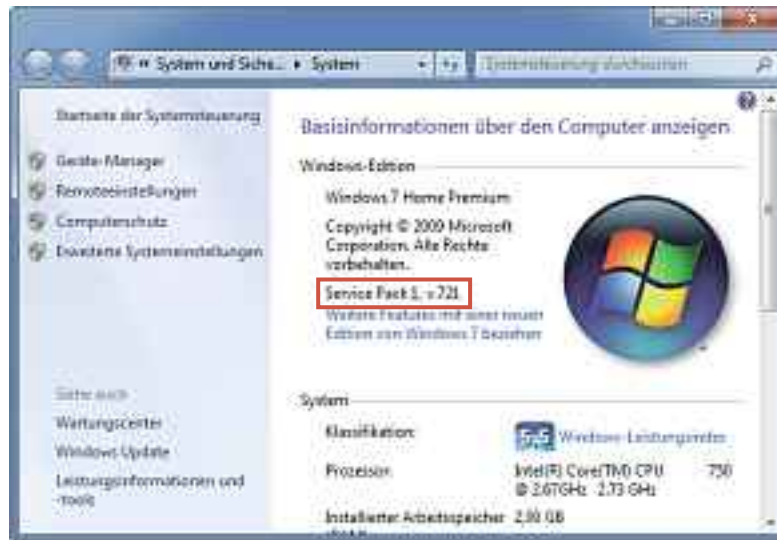 « System und Siche... ▸ System
Systemsteuerung durchsuchen
Startseite der Systemsteuerung
Geräte-Manager
Remoteeinstellungen
Computerschutz
Erweiterte Systemeinstellungen
Siehe auch
Wartungscenter
Windows Update
Leistungsinformationen und
-tools
Basisinformationen über den Computer anzeigen
Windows-Edition
Windows 7 Home Premium
Copyright © 2009 Microsoft
Corporation. Alle Rechte
vorbehalten.
Service Pack 1, v.721
Weitere Features mit einer neuen
Edition von Windows 7 beziehen
System
Klassifikation:
Windows-Leistungsindex
Prozessor:
Intel(R) Core(TM) CPU 750
@ 2.67GHz 2.73 GHz
Installierter Arbeitsspeicher